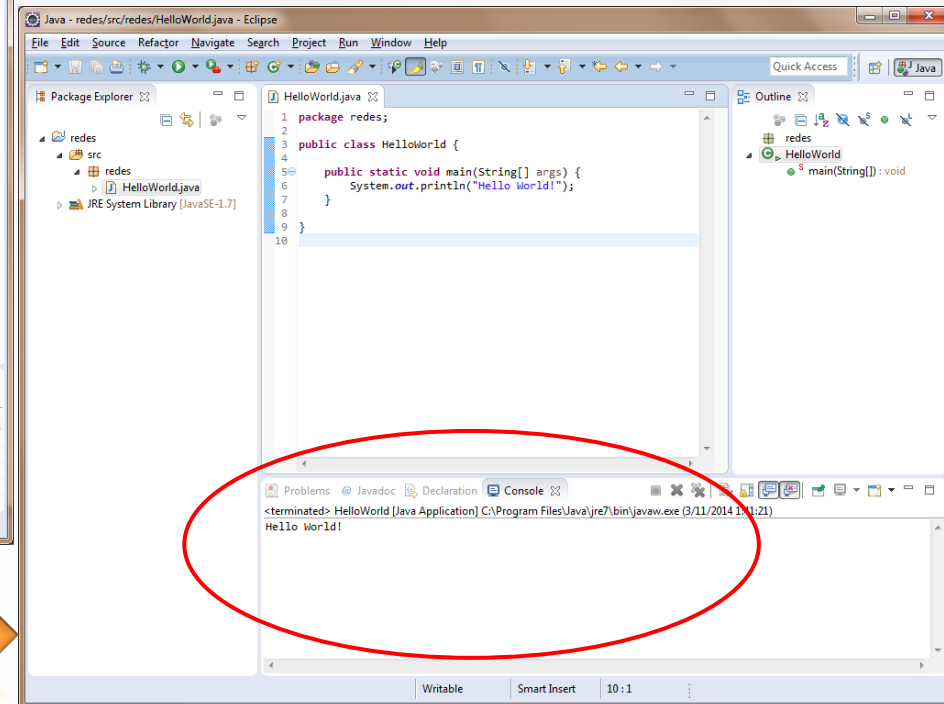 Java - redes/src/redes/HelloWorld.java - Eclipse
File Edit Source Refactor Navigate Search Project Run Window Help
Quick Access Java
Package Explorer
redes
src
redes
HelloWorld.java
JRE System Library [JavaSE-1.7]
HelloWorld.java
1 package redes;
2
3 public class HelloWorld {
4
5 public static void main(String[] args) {
6 System.out.println("Hello World!");
7 }
8
9 }
10
Outline
redes
HelloWorld
main(String[]) : void
Problems @ Javadoc Declaration Console
<terminated> HelloWorld [Java Application] C:\Program Files\Java\jre7\bin\javaw.exe (3/11/2014 1:41:21)
Hello World!
Writable Smart Insert 10 : 1